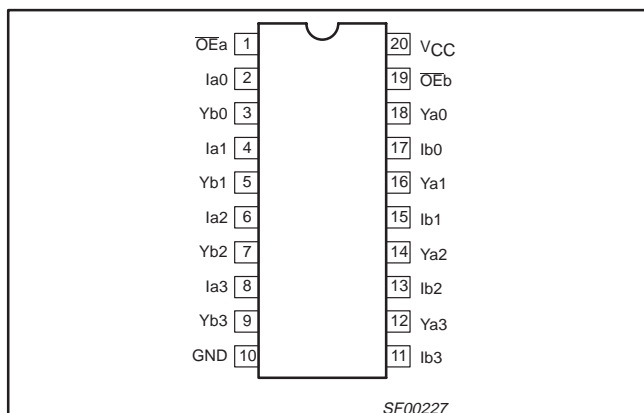 O̅E̅a 1 20 VCC
Ia0 2 19 O̅E̅b
Yb0 3 18 Ya0
Ia1 4 17 Ib0
Yb1 5 16 Ya1
Ia2 6 15 Ib1
Yb2 7 14 Ya2
Ia3 8 13 Ib2
Yb3 9 12 Ya3
GND 10 11 Ib3
SF00227